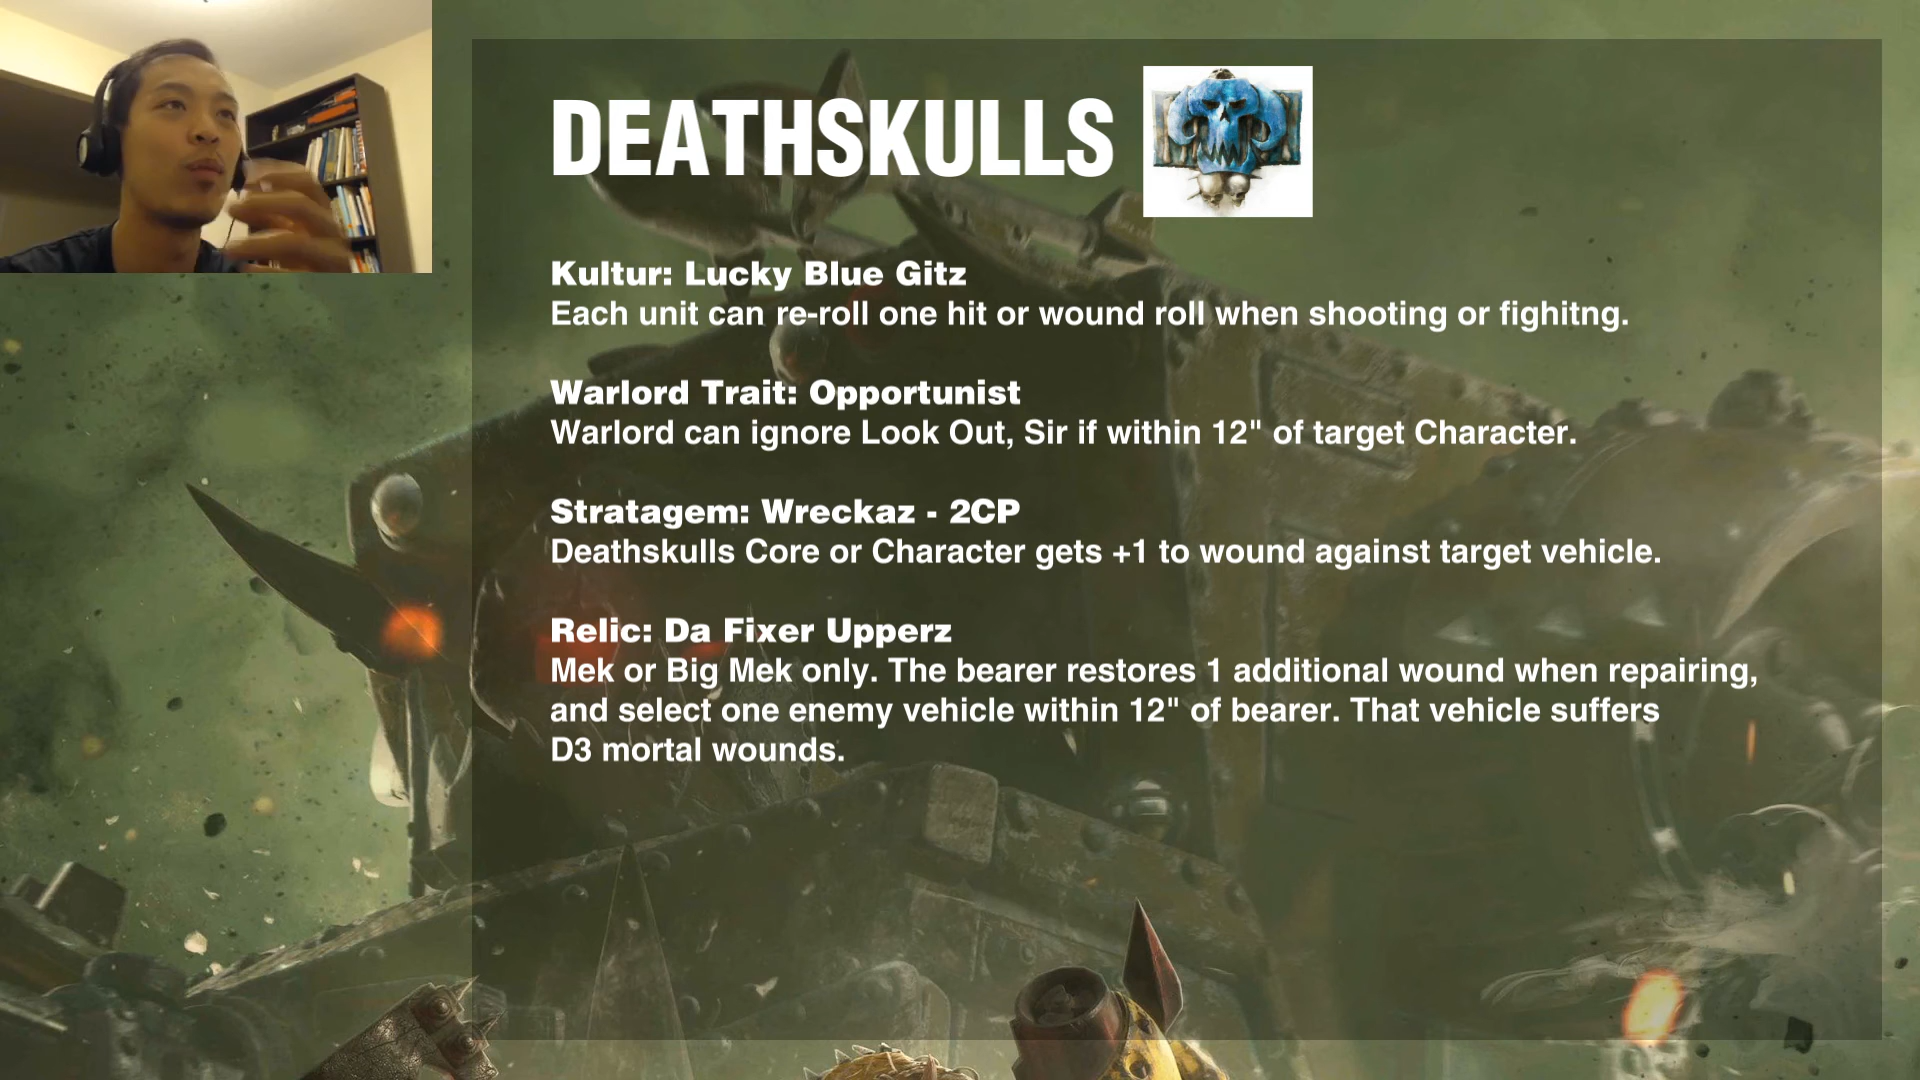 DEATHSKULLS
Kultur: Lucky Blue Gitz
Each unit can re-roll one hit or wound roll when shooting or fighitng.
Warlord Trait: Opportunist
Warlord can ignore Look Out, Sir if within 12" of target Character.
Stratagem: Wreckaz - 2CP
Deathskulls Core or Character gets +1 to wound against target vehicle.
Relic: Da Fixer Upperz
Mek or Big Mek only. The bearer restores 1 additional wound when repairing,
and select one enemy vehicle within 12" of bearer. That vehicle suffers
D3 mortal wounds.